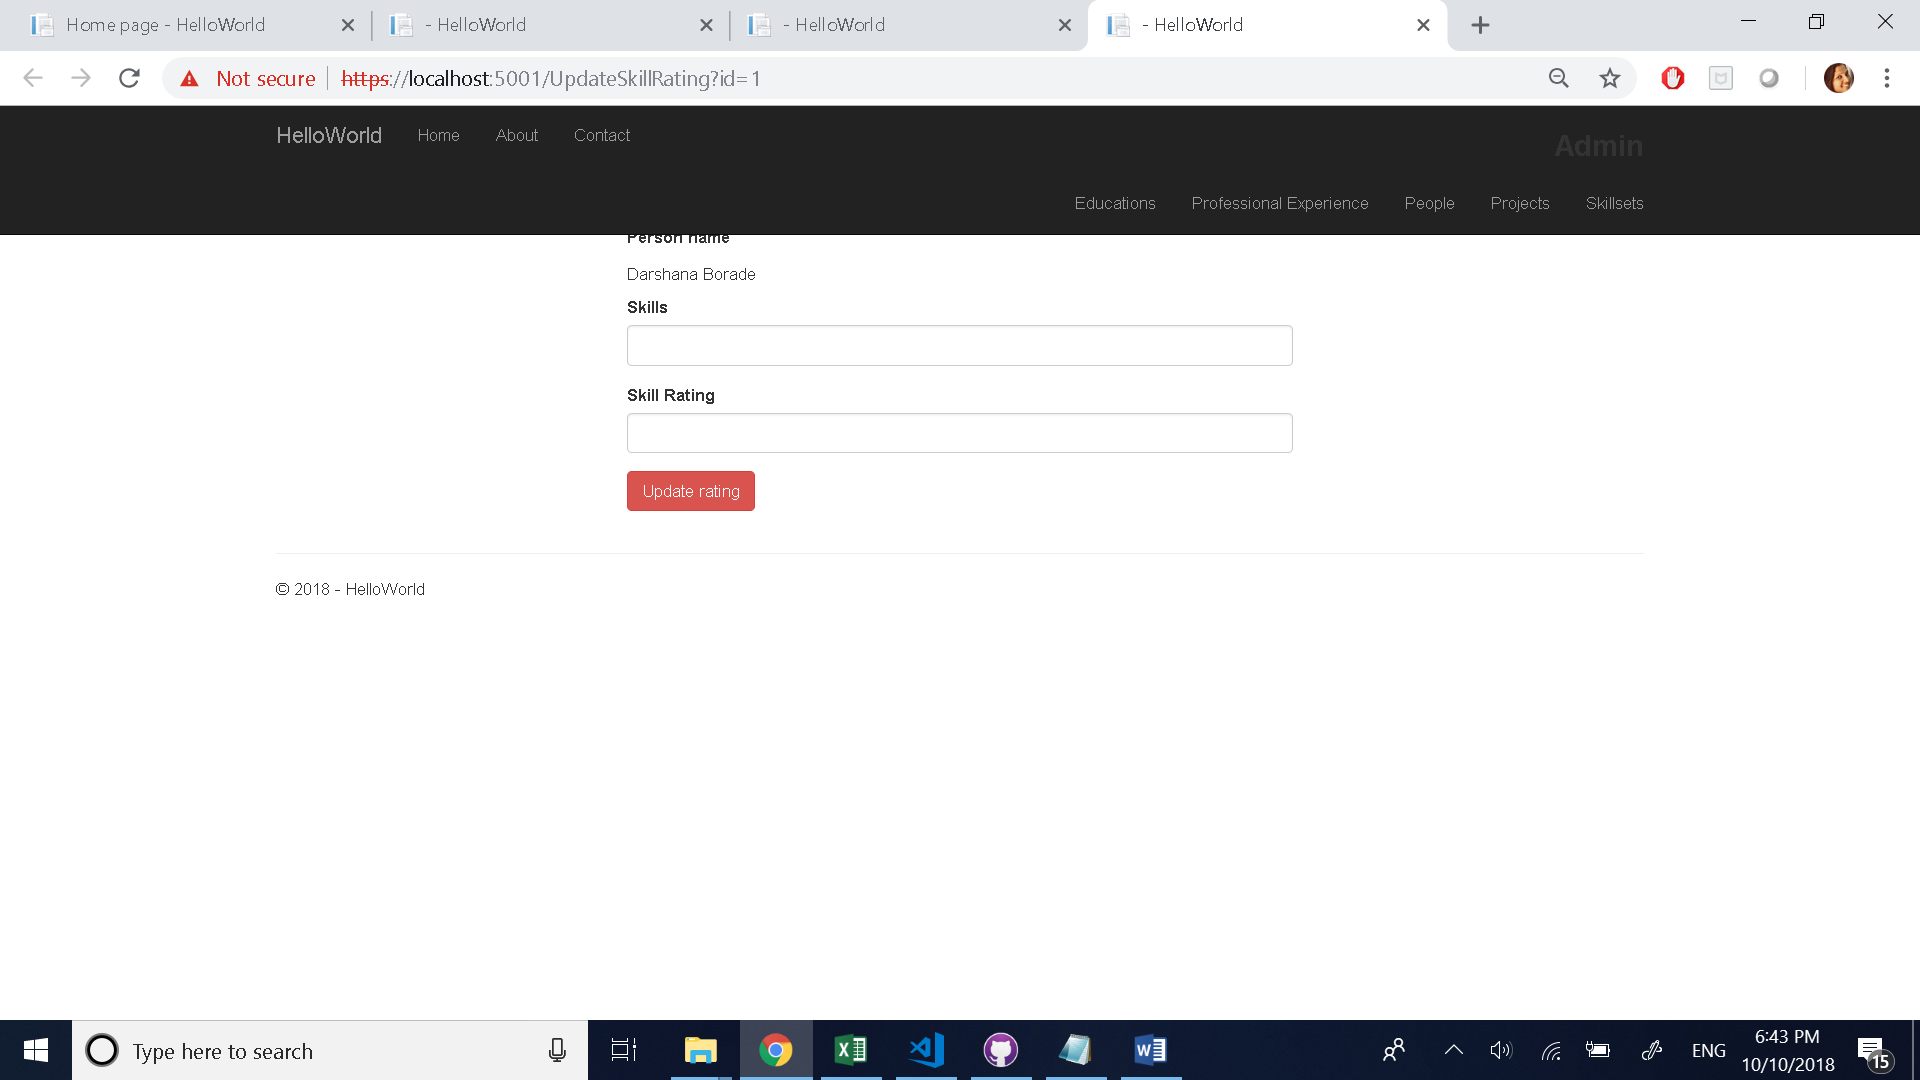 Home page - HelloWorld
- HelloWorld
- HelloWorld
- HelloWorld
Not secure https://localhost:5001/UpdateSkillRating?id=1
HelloWorld Home About Contact
Admin
Educations Professional Experience People Projects Skillsets
Person name
Darshana Borade
Skills
Skill Rating
Update rating
© 2018 - HelloWorld
Type here to search
ENG
6:43 PM
10/10/2018
15